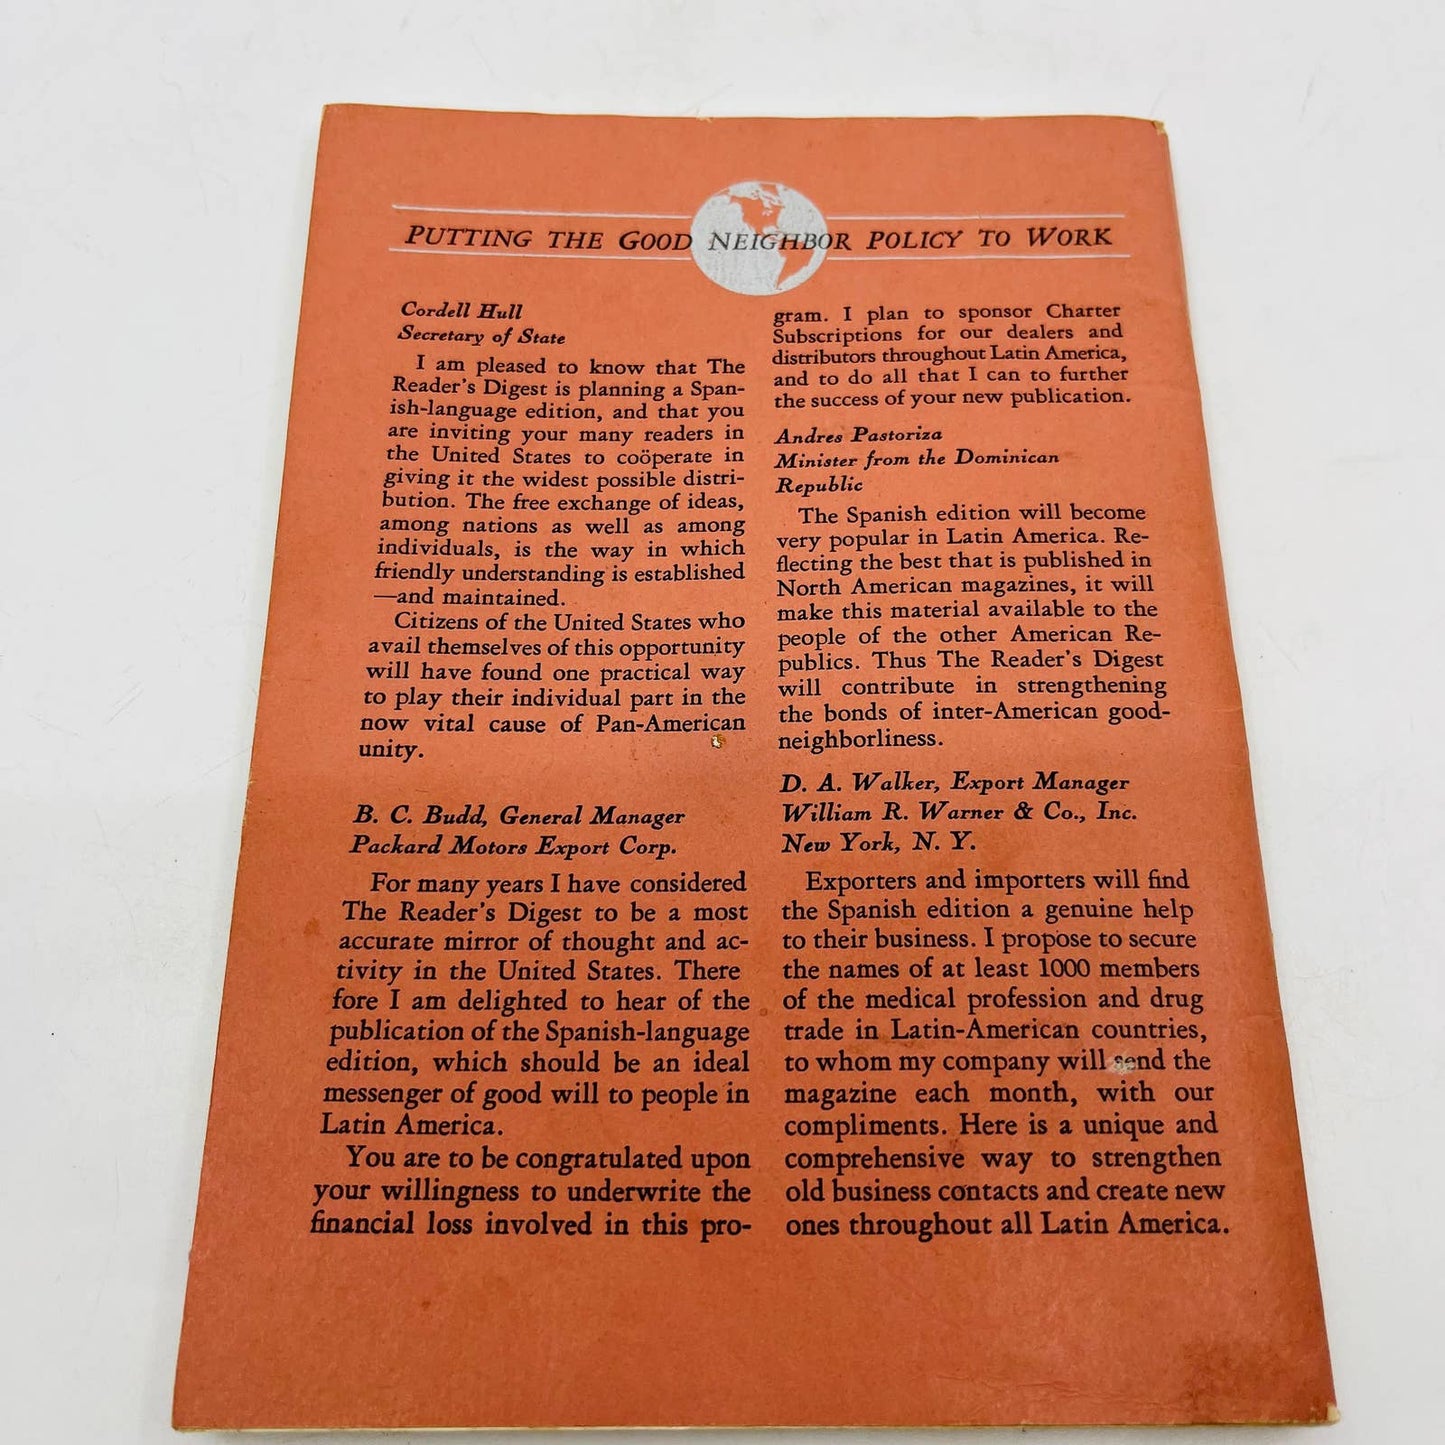 PUTTING THE GOOD NEIGHBOR POLICY TO WORK
Cordell Hull
Secretary of State
I am pleased to know that The
Reader's Digest is planning a Span-
ish-language edition, and that you
are inviting your many readers in
the United States to coöperate in
giving it the widest possible distri-
bution. The free exchange of ideas,
among nations as well as among
individuals, is the way in which
friendly understanding is established
—and maintained.
Citizens of the United States who
avail themselves of this opportunity
will have found one practical way
to play their individual part in the
now vital cause of Pan-American
unity.
B. C. Budd, General Manager
Packard Motors Export Corp.
For many years I have considered
The Reader's Digest to be a most
accurate mirror of thought and ac-
tivity in the United States. There
fore I am delighted to hear of the
publication of the Spanish-language
edition, which should be an ideal
messenger of good will to people in
Latin America.
You are to be congratulated upon
your willingness to underwrite the
financial loss involved in this pro-
gram. I plan to sponsor Charter
Subscriptions for our dealers and
distributors throughout Latin America,
and to do all that I can to further
the success of your new publication.
Andres Pastoriza
Minister from the Dominican
Republic
The Spanish edition will become
very popular in Latin America. Re-
flecting the best that is published in
North American magazines, it will
make this material available to the
people of the other American Re-
publics. Thus The Reader's Digest
will contribute in strengthening
the bonds of inter-American good-
neighborliness.
D. A. Walker, Export Manager
William R. Warner & Co., Inc.
New York, N. Y.
Exporters and importers will find
the Spanish edition a genuine help
to their business. I propose to secure
the names of at least 1000 members
of the medical profession and drug
trade in Latin-American countries,
to whom my company will send the
magazine each month, with our
compliments. Here is a unique and
comprehensive way to strengthen
old business contacts and create new
ones throughout all Latin America.